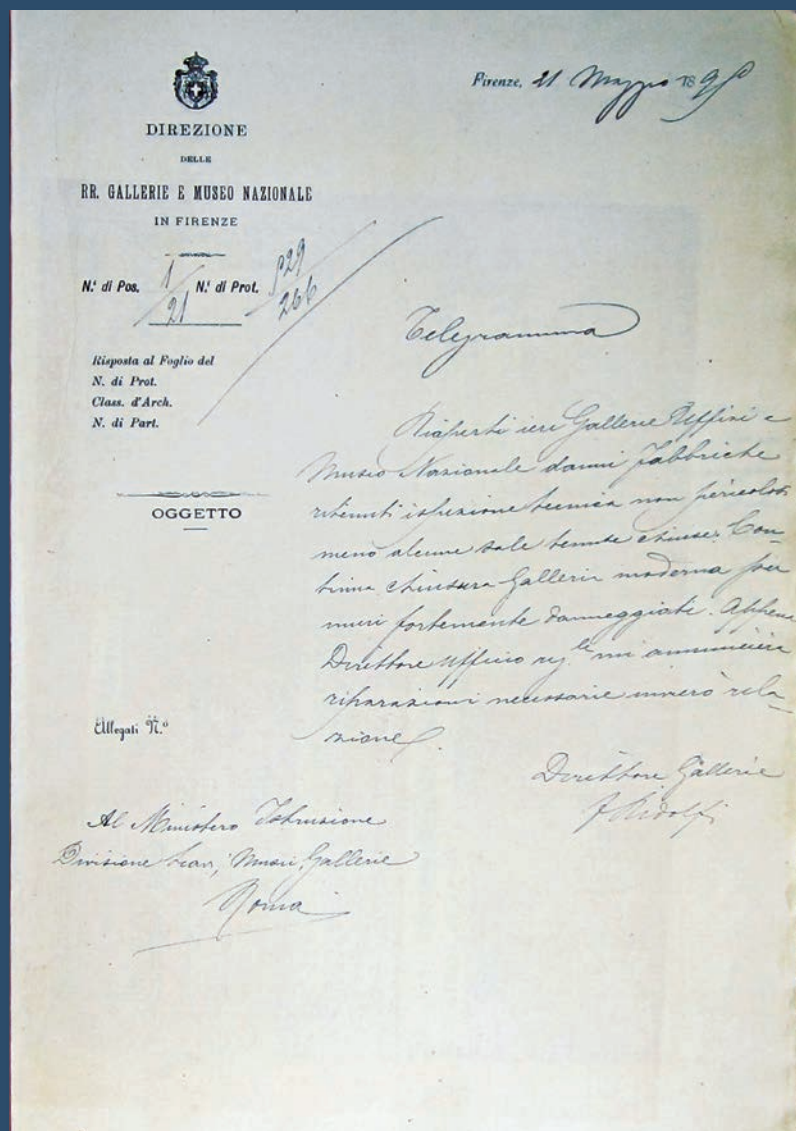 Firenze, 21 Maggio 1895
DIREZIONE
DELLE
RR. GALLERIE E MUSEO NAZIONALE
IN FIRENZE
N.º di Pos. 1/21 N.º di Prot. 529/266
Risposta al Foglio del
N. di Prot.
Class. d'Arch.
N. di Part.
OGGETTO
Telegramma
Riaperti ieri Gallerie Uffizi e
Museo Nazionale danni fabbriche
ritenuti ispezione tecnica non pericolosi
meno alcune sale tenute chiuse. Con-
tinua chiusura Galleria moderna per
muri fortemente danneggiati. Appena
Direttore Ufficio reg.le mi annuncierà
riparazioni necessarie invierò rela-
zione.
Direttore Gallerie
Ridolfi
Allegati N.º
Al Ministero Istruzione
Divisione Scavi, Musei, Gallerie
Roma